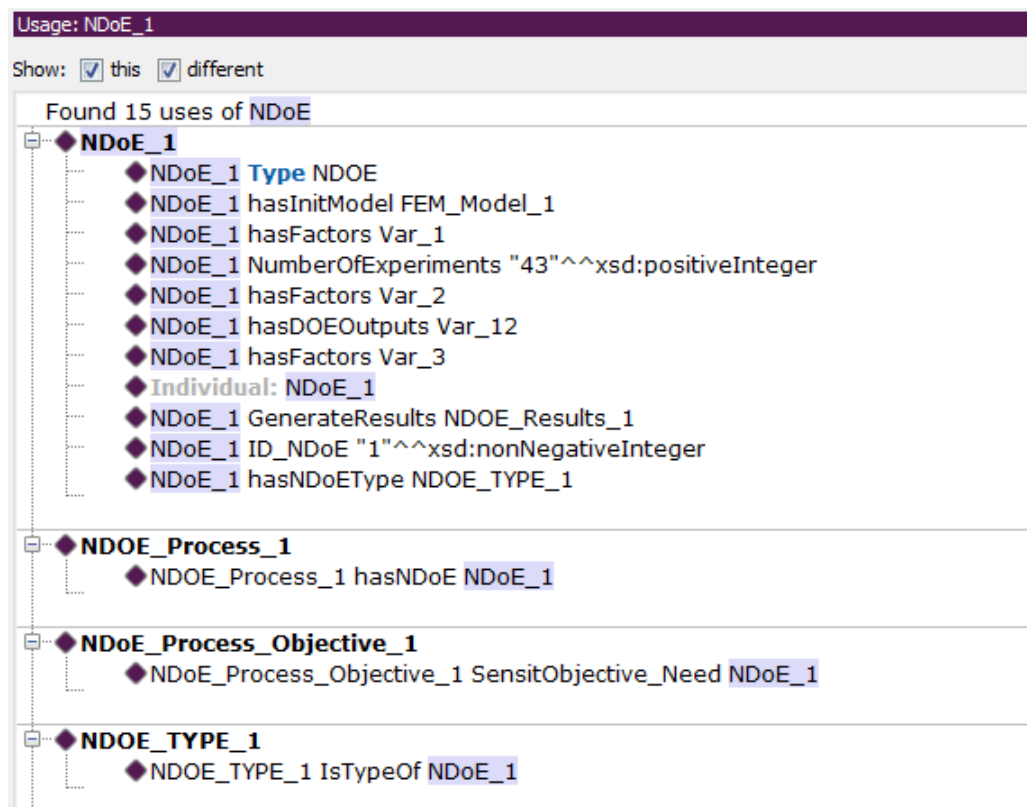 Usage: NDoE_1
Show: this different
Found 15 uses of NDoE
NDoE_1
NDoE_1 Type NDOE
NDoE_1 hasInitModel FEM_Model_1
NDoE_1 hasFactors Var_1
NDoE_1 NumberOfExperiments "43"^^xsd:positiveInteger
NDoE_1 hasFactors Var_2
NDoE_1 hasDOEOutputs Var_12
NDoE_1 hasFactors Var_3
Individual: NDoE_1
NDoE_1 GenerateResults NDOE_Results_1
NDoE_1 ID_NDoE "1"^^xsd:nonNegativeInteger
NDoE_1 hasNDoEType NDOE_TYPE_1
NDOE_Process_1
NDOE_Process_1 hasNDoE NDoE_1
NDoE_Process_Objective_1
NDoE_Process_Objective_1 SensitObjective_Need NDoE_1
NDOE_TYPE_1
NDOE_TYPE_1 IsTypeOf NDoE_1